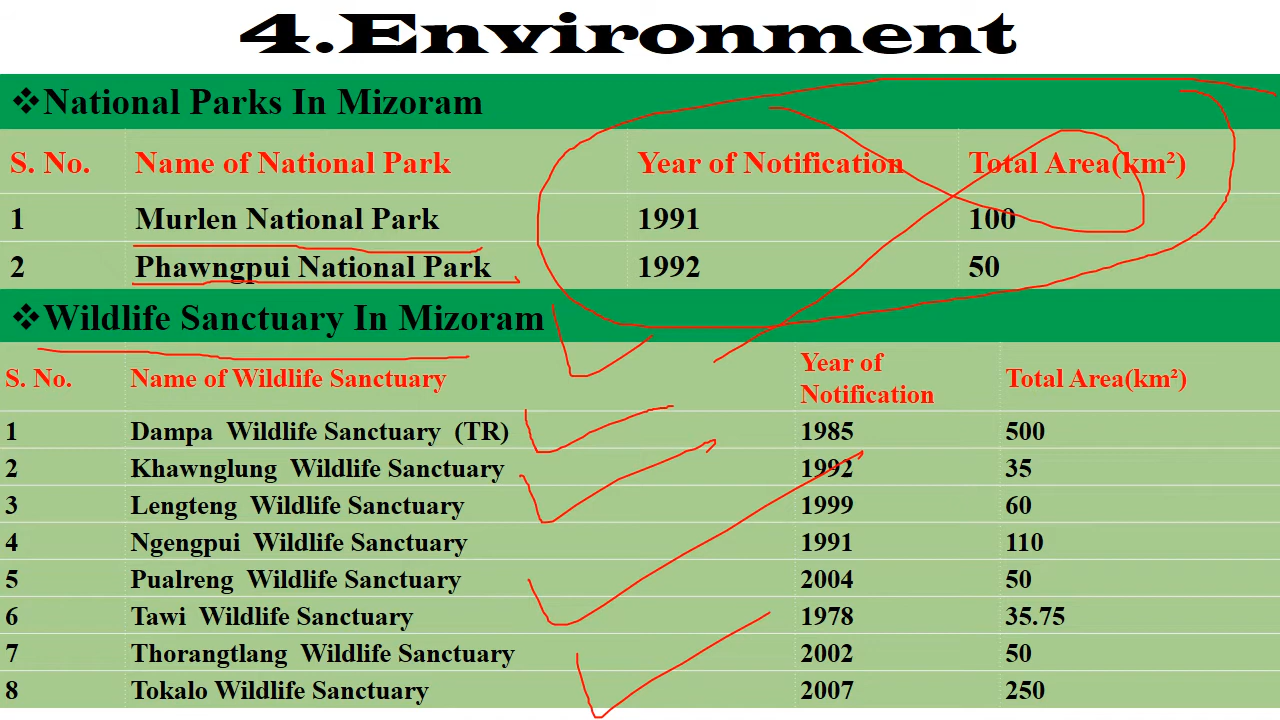 4.Environment
❖National Parks In Mizoram
S. No. Name of National Park Year of Notification Total Area(km²)
1 Murlen National Park 1991 100
2 Phawngpui National Park 1992 50
❖Wildlife Sanctuary In Mizoram
S. No. Name of Wildlife Sanctuary Year of Notification Total Area(km²)
1 Dampa Wildlife Sanctuary (TR) 1985 500
2 Khawnglung Wildlife Sanctuary 1992 35
3 Lengteng Wildlife Sanctuary 1999 60
4 Ngengpui Wildlife Sanctuary 1991 110
5 Pualreng Wildlife Sanctuary 2004 50
6 Tawi Wildlife Sanctuary 1978 35.75
7 Thorangtlang Wildlife Sanctuary 2002 50
8 Tokalo Wildlife Sanctuary 2007 250